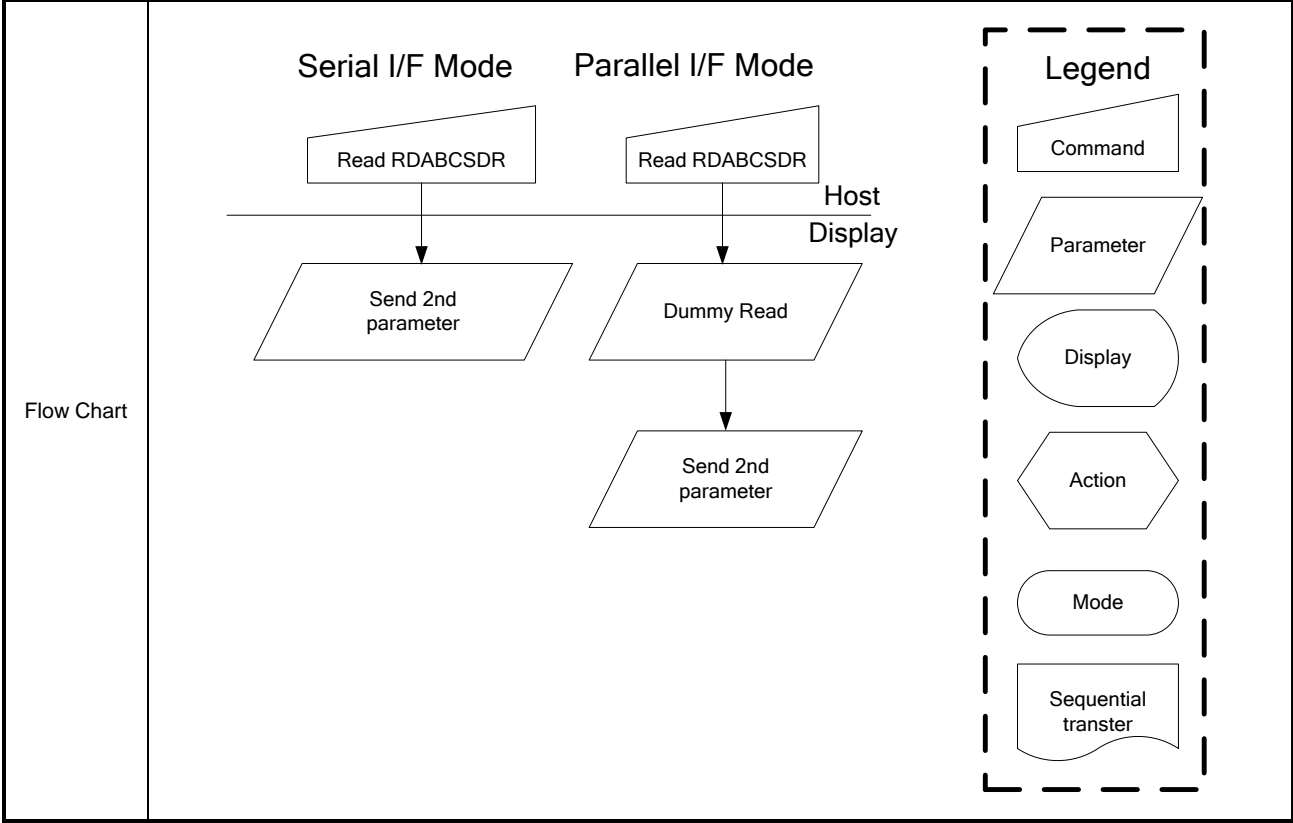 Flow Chart
Serial I/F Mode
Parallel I/F Mode
Read RDABCSDR
Read RDABCSDR
Host
Display
Send 2nd
parameter
Dummy Read
Send 2nd
parameter
Legend
Command
Parameter
Display
Action
Mode
Sequential
transter